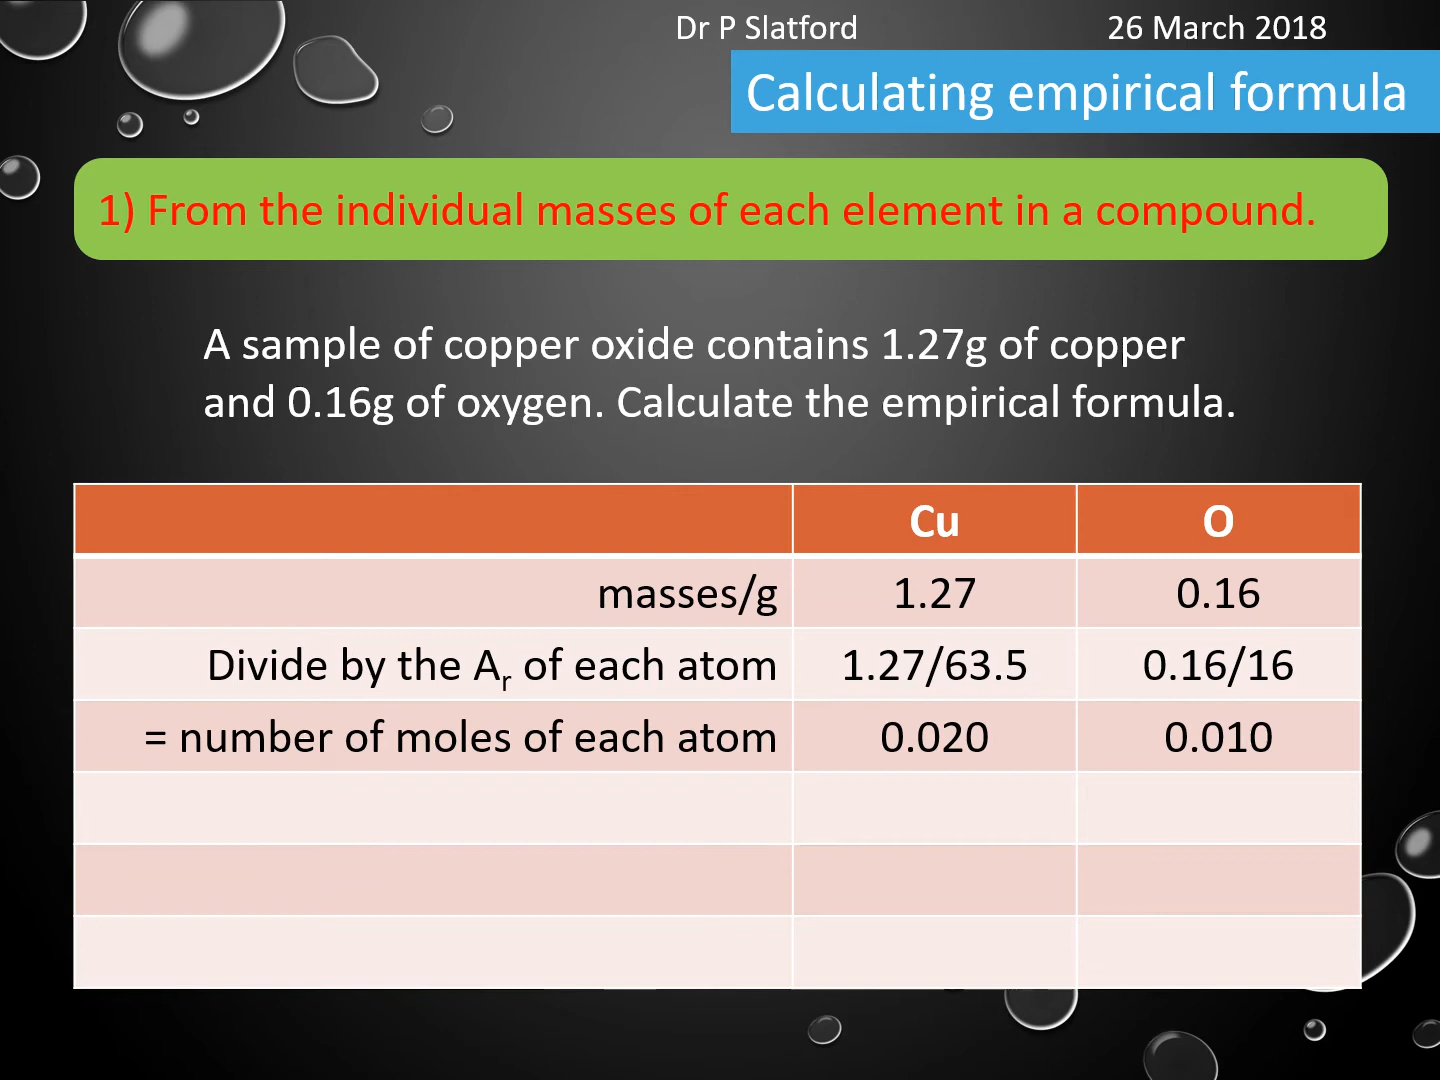 Dr P Slatford 26 March 2018
Calculating empirical formula
1) From the individual masses of each element in a compound.
A sample of copper oxide contains 1.27g of copper
and 0.16g of oxygen. Calculate the empirical formula.
Cu O
masses/g 1.27 0.16
Divide by the Ar of each atom 1.27/63.5 0.16/16
= number of moles of each atom 0.020 0.010